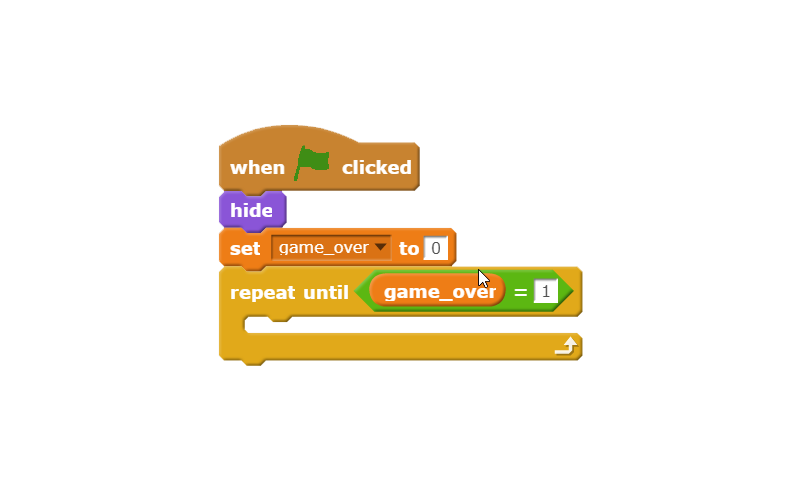 when clicked
hide
set game_over to 0
repeat until game_over = 1